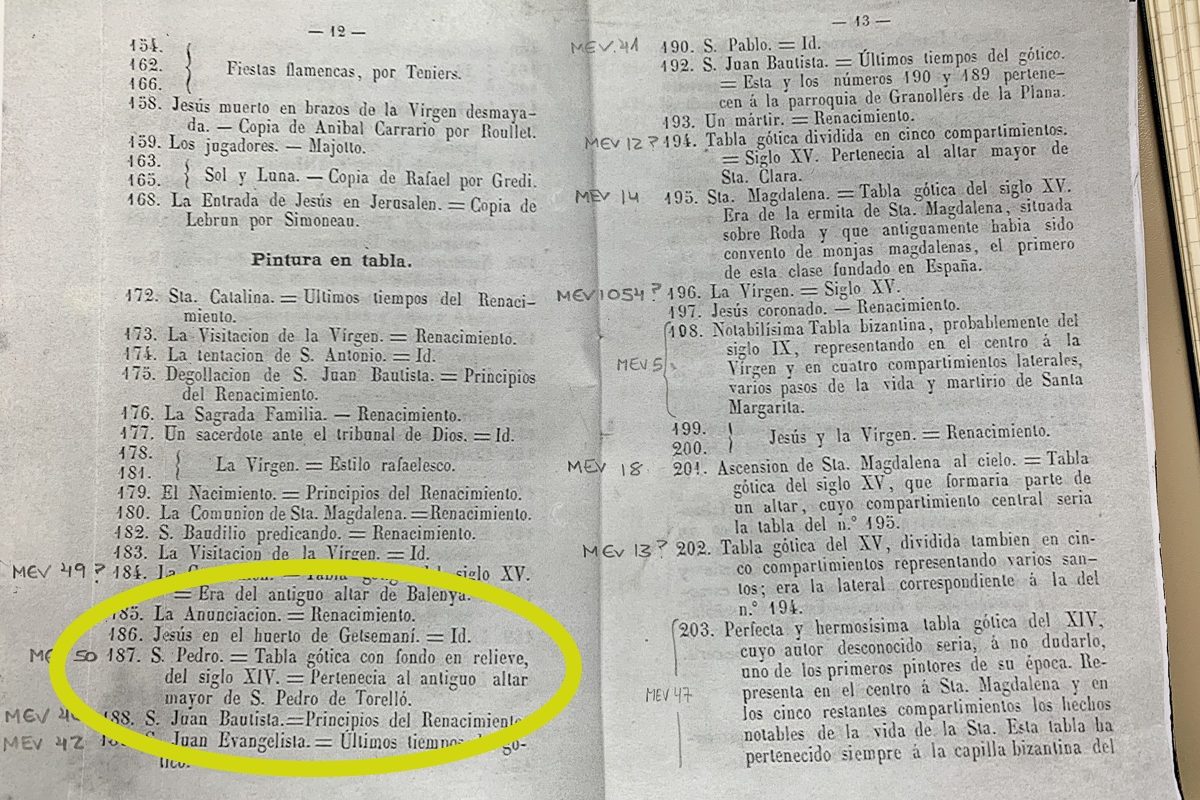 — 12 —
154.
162.
166.
Fiestas flamencas, por Teniers.
158. Jesús muerto en brazos de la Virgen desmaya-
da. — Copia de Anibal Carrario por Roullet.
159. Los jugadores. — Majotto.
163.
165.
Sol y Luna. — Copia de Rafael por Gredi.
168. La Entrada de Jesús en Jerusalen. = Copia de
Lebrun por Simoneau.
Pintura en tabla.
172. Sta. Catalina. = Ultimos tiempos del Renaci-
miento.
173. La Visitacion de la Vírgen. = Renacimiento.
174. La tentacion de S. Antonio. = Id.
175. Degollacion de S. Juan Bautista. = Principios
del Renacimiento.
176. La Sagrada Familia. — Renacimiento.
177. Un sacerdote ante el tribunal de Dios. = Id.
178.
181.
La Vírgen. = Estilo rafaelesco.
179. El Nacimiento. = Principios del Renacimiento.
180. La Comunion de Sta. Magdalena. =Renacimiento.
182. S. Baudilio predicando. = Renacimiento.
183. La Visitacion de la Vírgen. = Id.
MEV 49? 184. La = Tabla siglo XV.
= Era del antiguo altar de Balenya.
185. La Anunciacion. = Renacimiento.
186. Jesús en el huerto de Getsemaní. = Id.
50 187. S. Pedro. = Tabla gótica con fondo en relieve,
del siglo XIV. = Pertenecia al antiguo altar
mayor de S. Pedro de Torelló.
MEV 188. S. Juan Bautista.=Principios del Renacimiento
MEV 42 S. Juan Evangelista. = Últimos gó-
tico.
— 13 —
MEV. 41 190. S. Pablo. = Id.
192. S. Juan Bautista. = Últimos tiempos del gótico.
= Esta y los números 190 y 189 pertene-
cen á la parroquia de Granollers de la Plana.
193. Un mártir. = Renacimiento.
MEV 12? 194. Tabla gótica dividida en cinco compartimientos.
= Siglo XV. Pertenecia al altar mayor de
Sta. Clara.
MEV 14 195. Sta. Magdalena. = Tabla gótica del siglo XV.
Era de la ermita de Sta. Magdalena, situada
sobre Roda y que antiguamente habia sido
convento de monjas magdalenas, el primero
de esta clase fundado en España.
MEV 1054? 196. La Vírgen. = Siglo XV.
197. Jesús coronado. — Renacimiento.
198. Notabilísima Tabla bizantina, probablemente del
siglo IX, representando en el centro á la
MEV 5 Vírgen y en cuatro compartimientos laterales,
varios pasos de la vida y martirio de Santa
Margarita.
199.
200.
Jesús y la Vírgen. = Renacimiento.
MEV 18 201. Ascension de Sta. Magdalena al cielo. = Tabla
gótica del siglo XV, que formaria parte de
un altar, cuyo compartimiento central seria
la tabla del n.º 195.
MEV 13? 202. Tabla gótica del XV, dividida tambien en cin-
co compartimientos representando varios san-
tos; era la lateral correspondiente á la del
n.º 194.
203. Perfecta y hermosísima tabla gótica del XIV,
cuyo autor desconocido seria, á no dudarlo,
uno de los primeros pintores de su época. Re-
MEV 47 presenta en el centro á Sta. Magdalena y en
los cinco restantes compartimientos los hechos
notables de la vida de la Sta. Esta tabla ha
pertenecido siempre á la capilla bizantina del